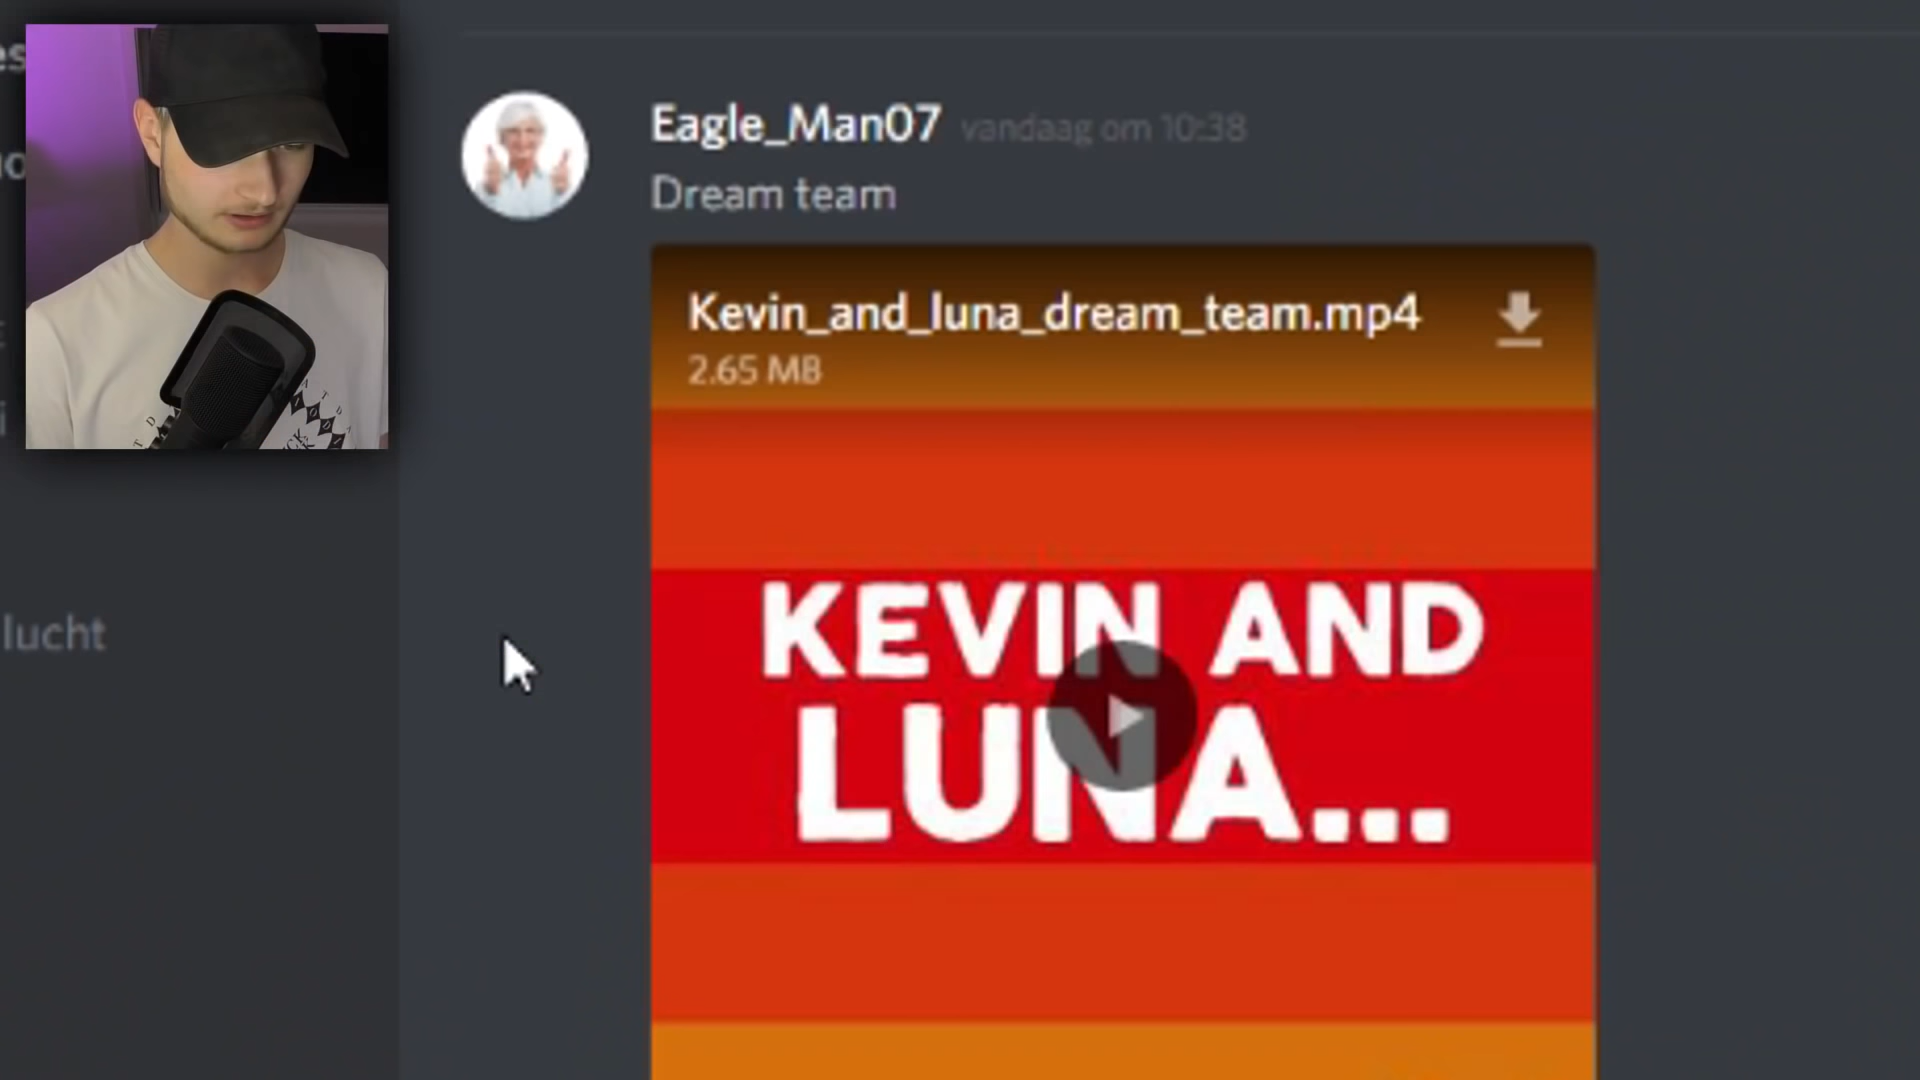 Eagle_Man07 vandaag om 10:38
Dream team
Kevin_and_luna_dream_team.mp4
2.65 MB
KEVIN AND
LUNA...
lucht